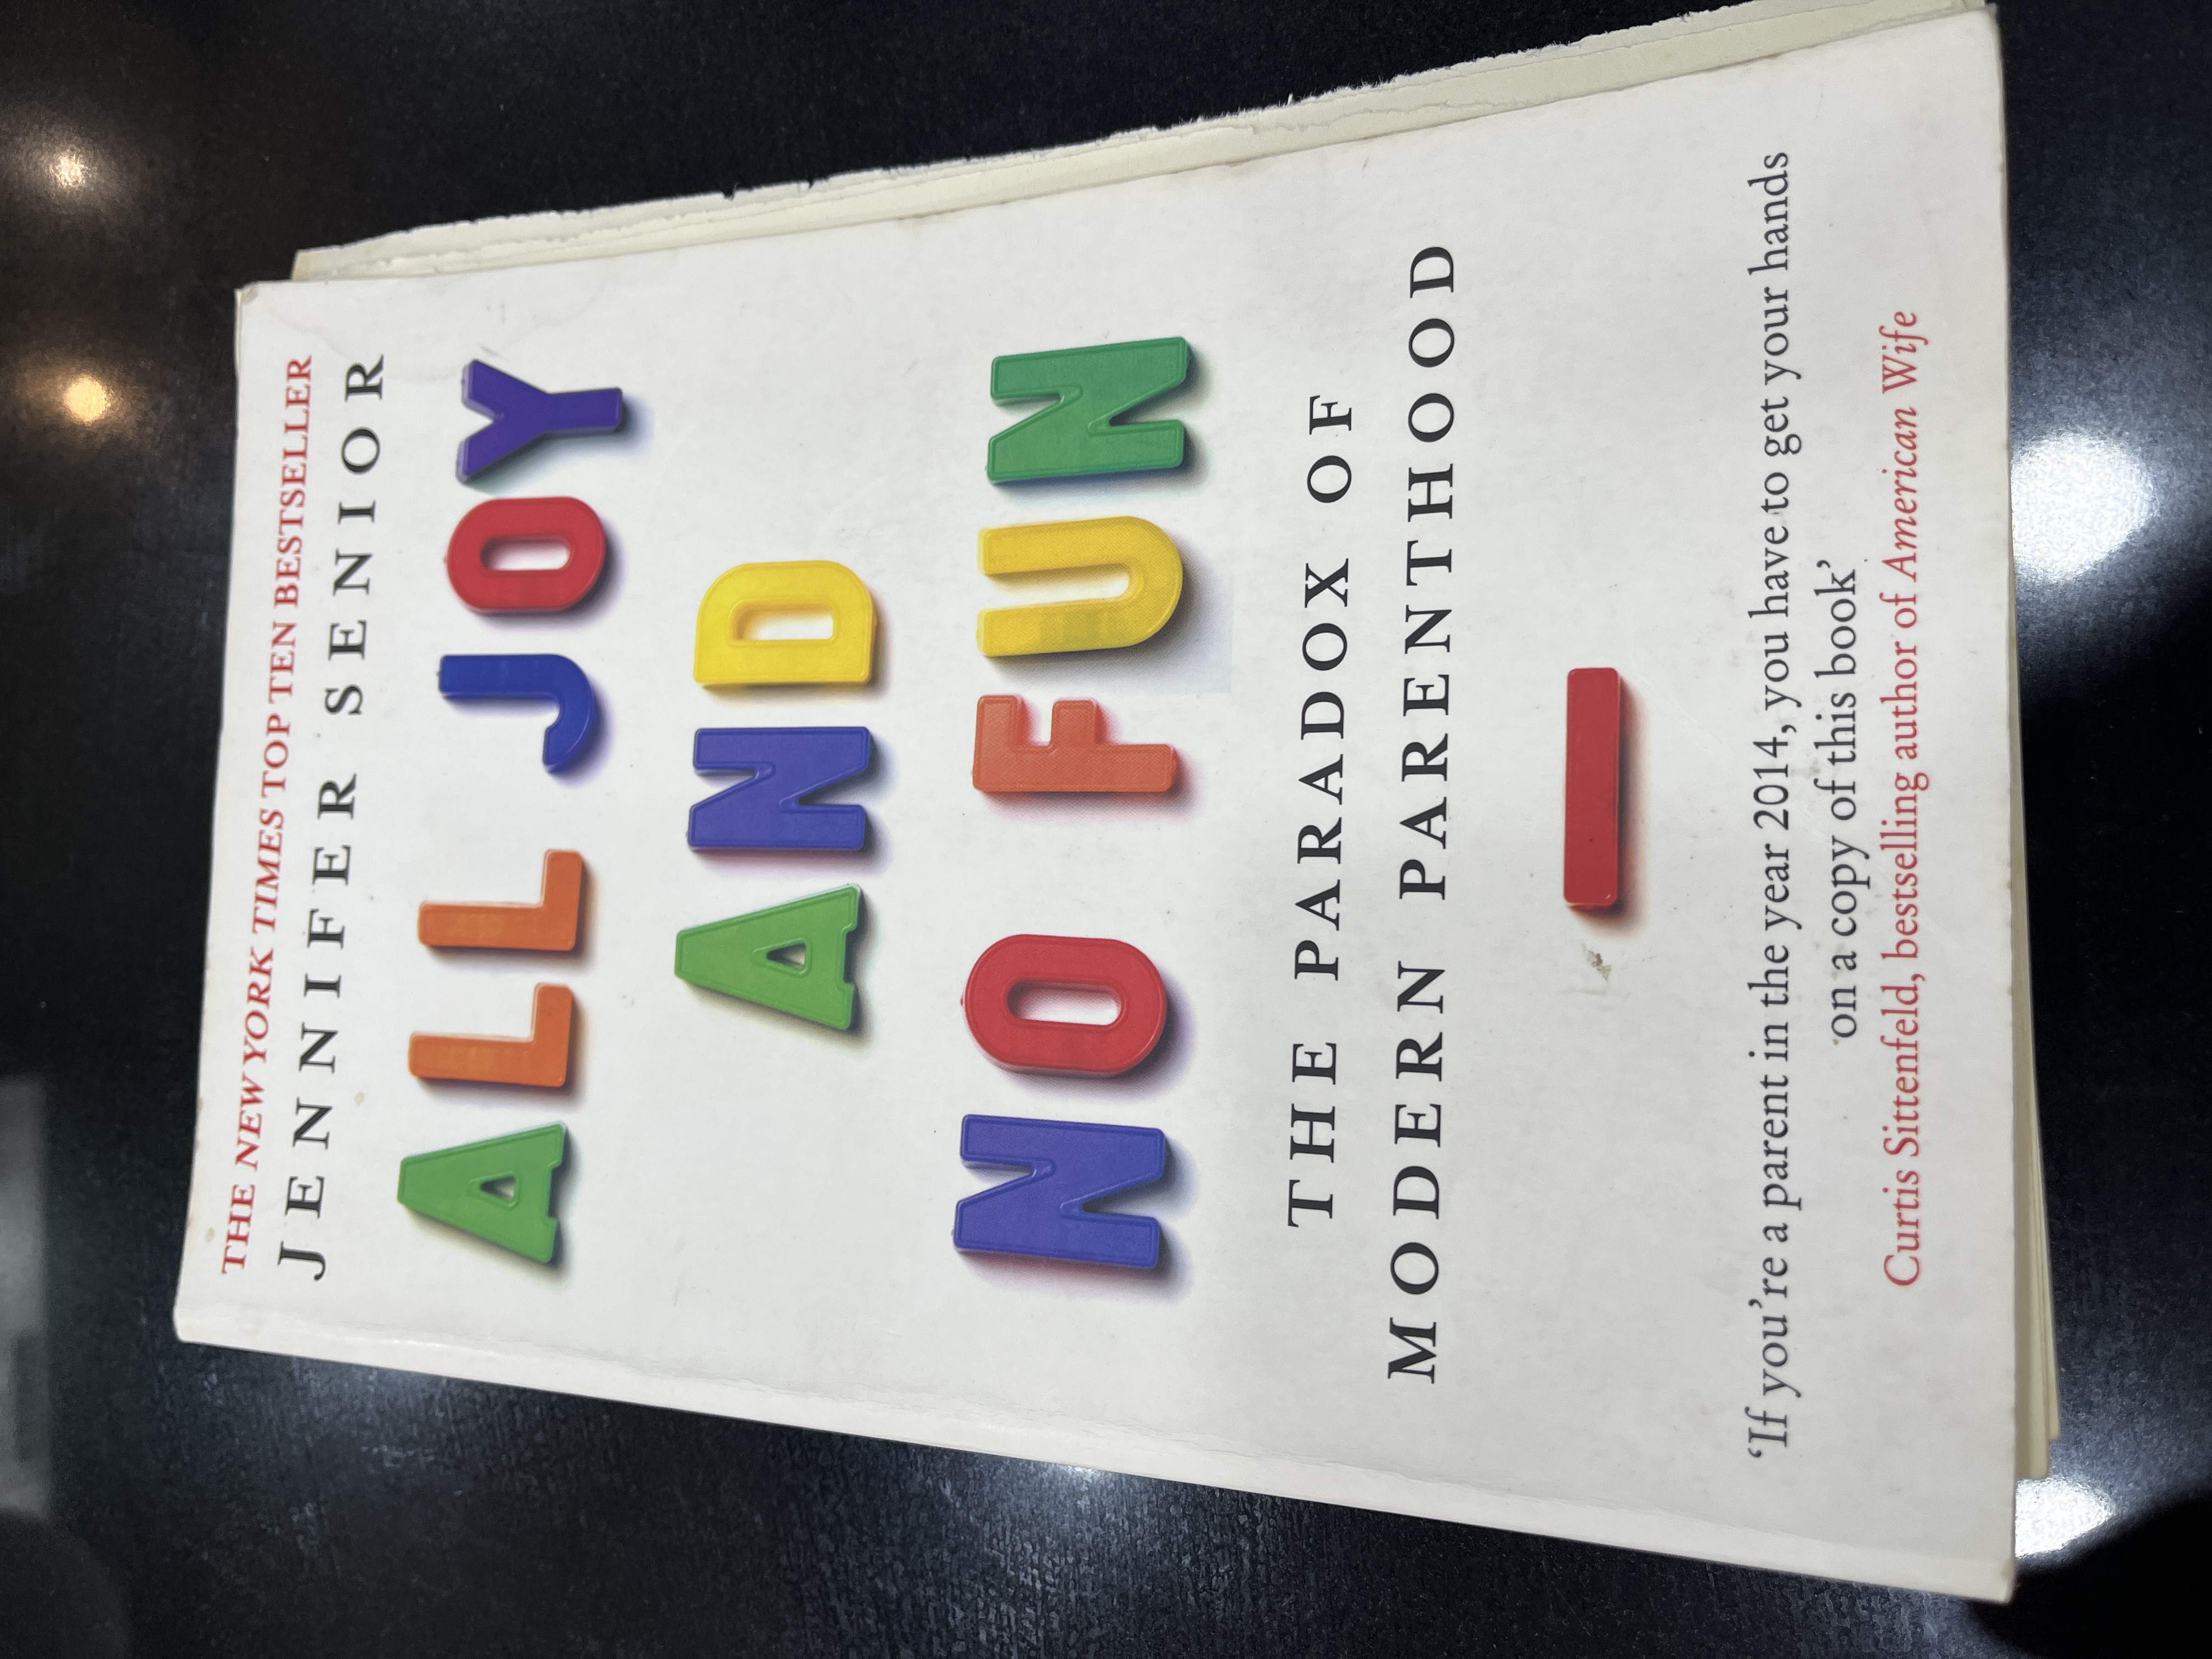 THE NEW YORK TIMES TOP TEN BESTSELLER
JENNIFER SENIOR
ALL JOY
AND
NO FUN
THE PARADOX OF
MODERN PARENTHOOD
‘If you’re a parent in the year 2014, you have to get your hands
on a copy of this book’
Curtis Sittenfeld, bestselling author of American Wife